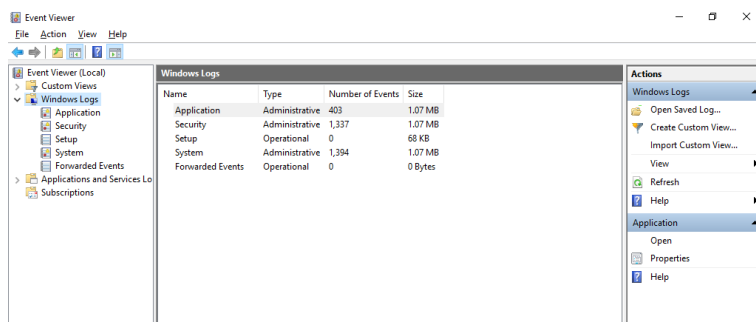 Event Viewer
File Action View Help
Event Viewer (Local)
Custom Views
Windows Logs
Application
Security
Setup
System
Forwarded Events
Applications and Services Lo
Subscriptions
Windows Logs
Name Type Number of Events Size
Application Administrative 403 1.07 MB
Security Administrative 1,337 1.07 MB
Setup Operational 0 68 KB
System Administrative 1,394 1.07 MB
Forwarded Events Operational 0 0 Bytes
Actions
Windows Logs
Open Saved Log...
Create Custom View...
Import Custom View...
View
Refresh
Help
Application
Open
Properties
Help